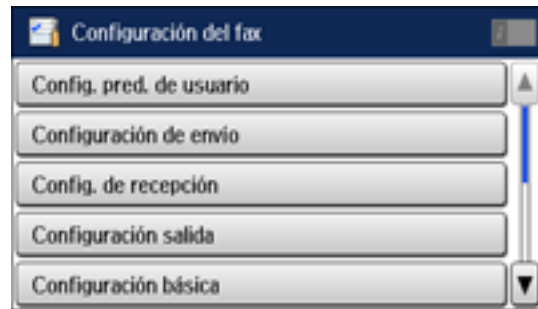 Configuración del fax
Config. pred. de usuario
Configuración de envío
Config. de recepción
Configuración salida
Configuración básica